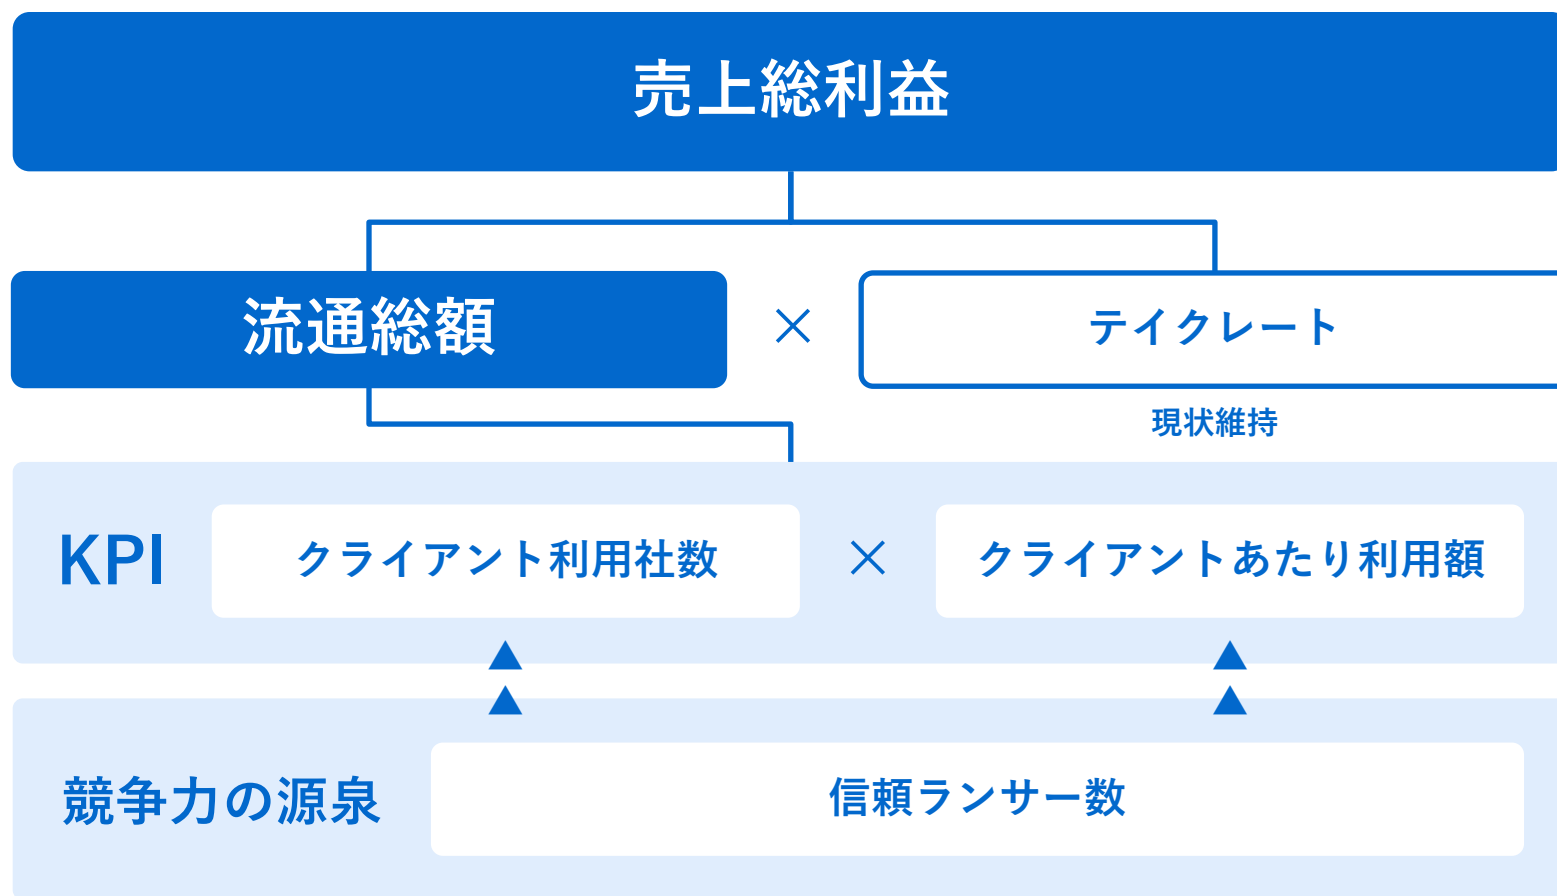 売上総利益
流通総額
×
テイクレート
現状維持
KPI
クライアント利用社数
×
クライアントあたり利用額
競争力の源泉
信頼ランサー数